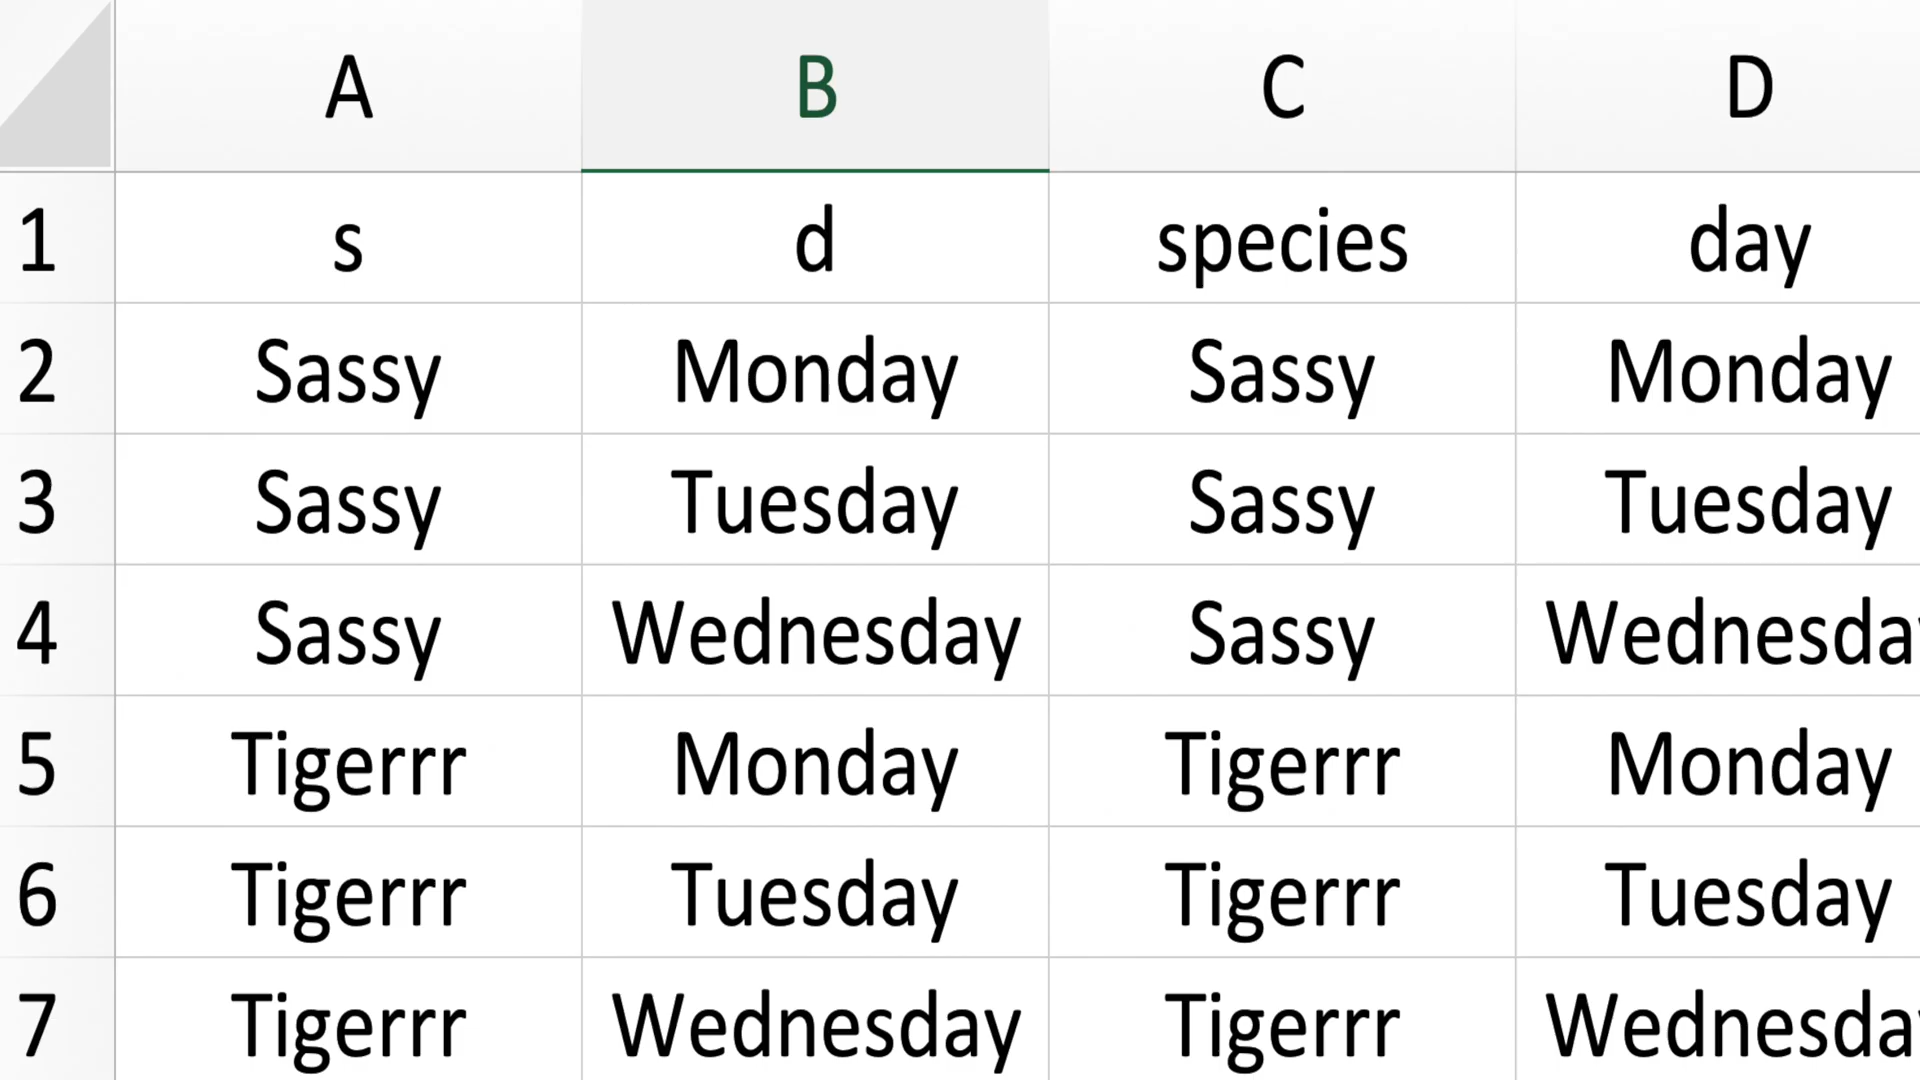 A B C D
1 s d species day
2 Sassy Monday Sassy Monday
3 Sassy Tuesday Sassy Tuesday
4 Sassy Wednesday Sassy Wednesda
5 Tigerrr Monday Tigerrr Monday
6 Tigerrr Tuesday Tigerrr Tuesday
7 Tigerrr Wednesday Tigerrr Wednesda